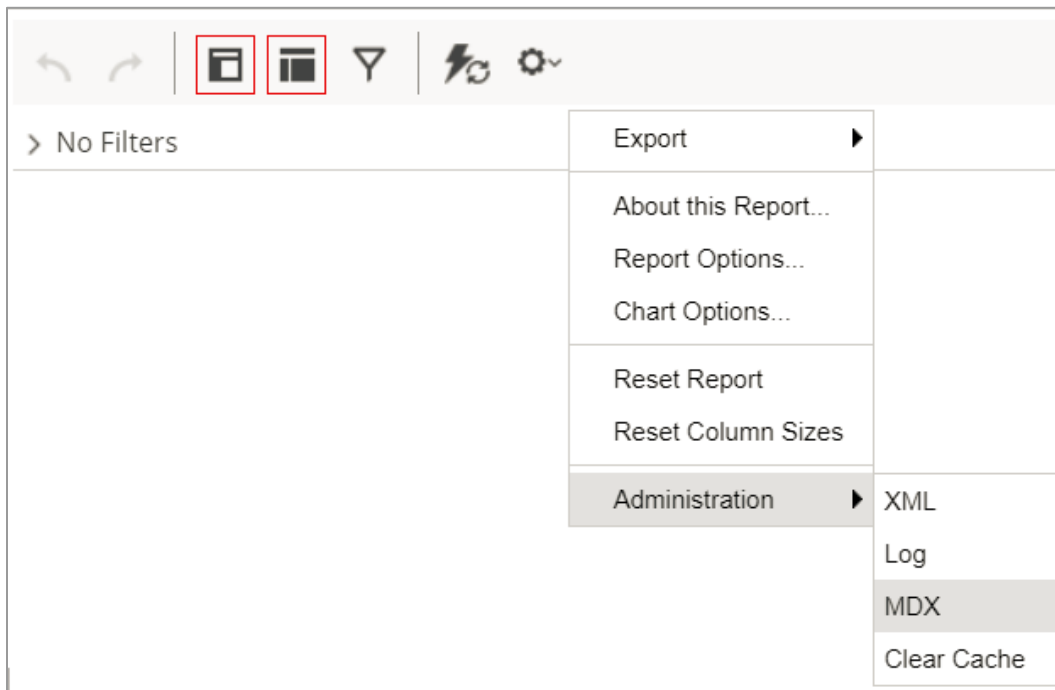 No Filters
Export
About this Report...
Report Options...
Chart Options...
Reset Report
Reset Column Sizes
Administration
XML
Log
MDX
Clear Cache